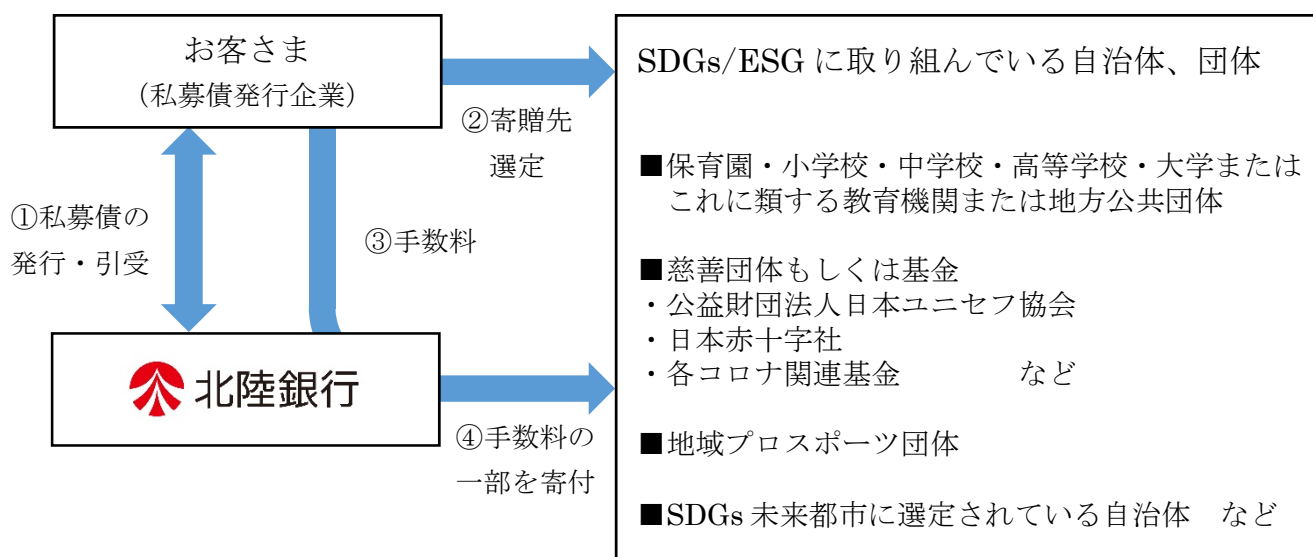 お客さま
(私募債発行企業)
①私募債の
発行・引受
②寄贈先
選定
③手数料
北陸銀行
④手数料の
一部を寄付
SDGs/ESG に取り組んでいる自治体、団体
■保育園・小学校・中学校・高等学校・大学または
これに類する教育機関または地方公共団体
■慈善団体もしくは基金
・公益財団法人日本ユニセフ協会
・日本赤十字社
・各コロナ関連基金　　　　など
■地域プロスポーツ団体
■SDGs 未来都市に選定されている自治体　など